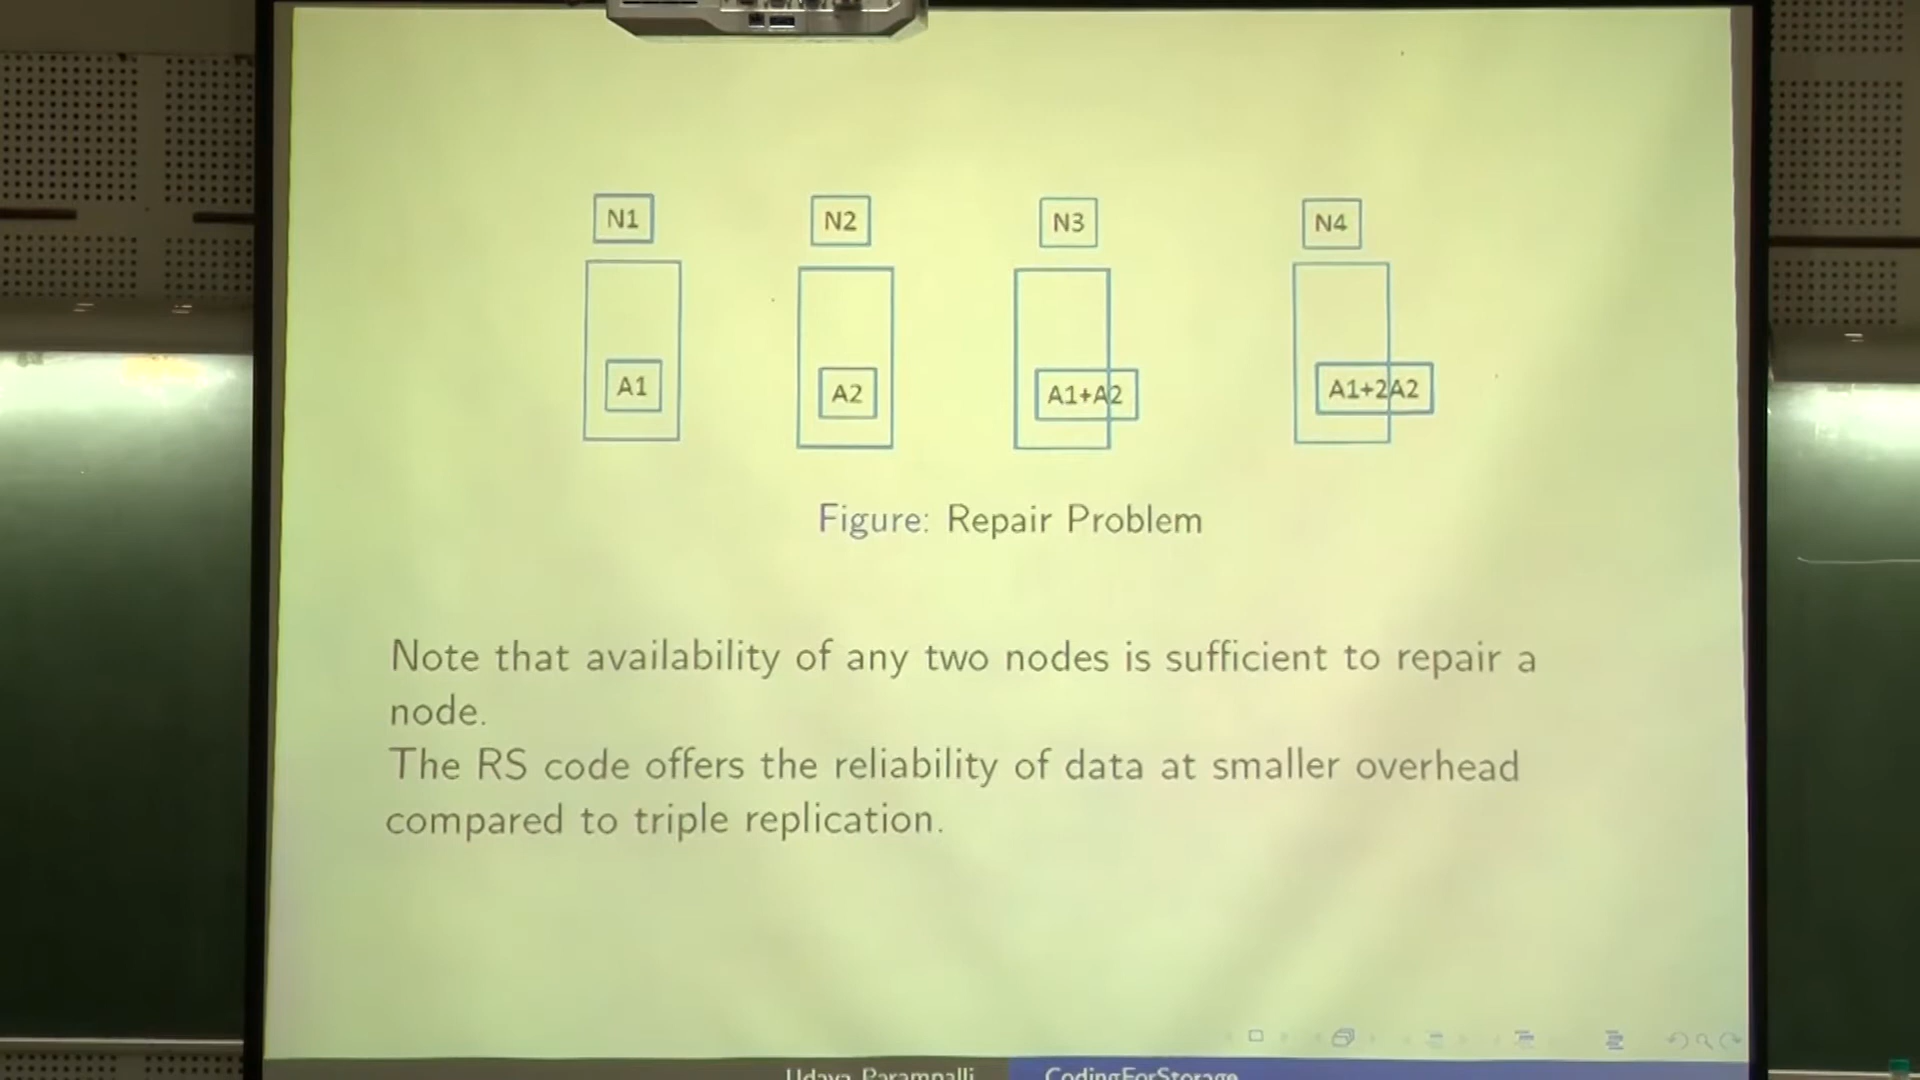 N1 N2 N3 N4
A1 A2 A1+A2 A1+2A2
Figure: Repair Problem
Note that availability of any two nodes is sufficient to repair a
node.
The RS code offers the reliability of data at smaller overhead
compared to triple replication.
Udaya Parampalli CodingForStorage